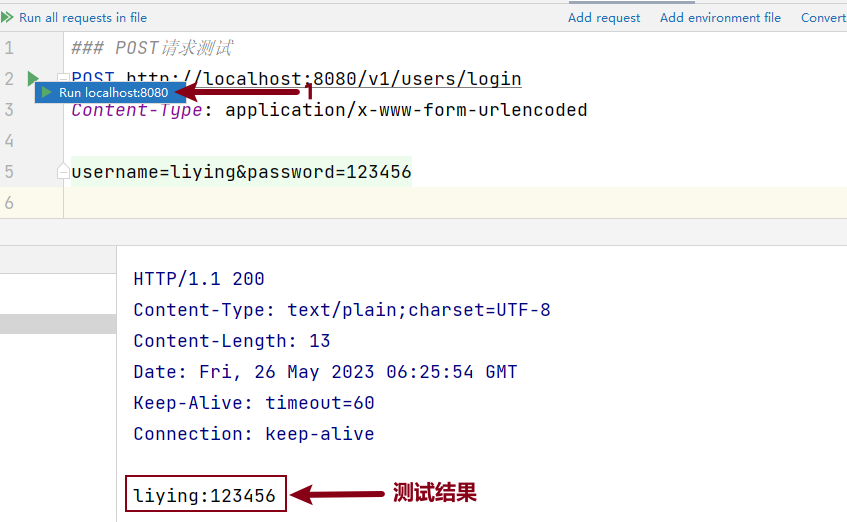 Run all requests in file
Add request
Add environment file
Convert
1 ### POST请求测试
2 POST http://localhost:8080/v1/users/login
Run localhost:8080
1
3 Content-Type: application/x-www-form-urlencoded
4
5 username=liying&password=123456
6
HTTP/1.1 200
Content-Type: text/plain;charset=UTF-8
Content-Length: 13
Date: Fri, 26 May 2023 06:25:54 GMT
Keep-Alive: timeout=60
Connection: keep-alive
liying:123456
测试结果